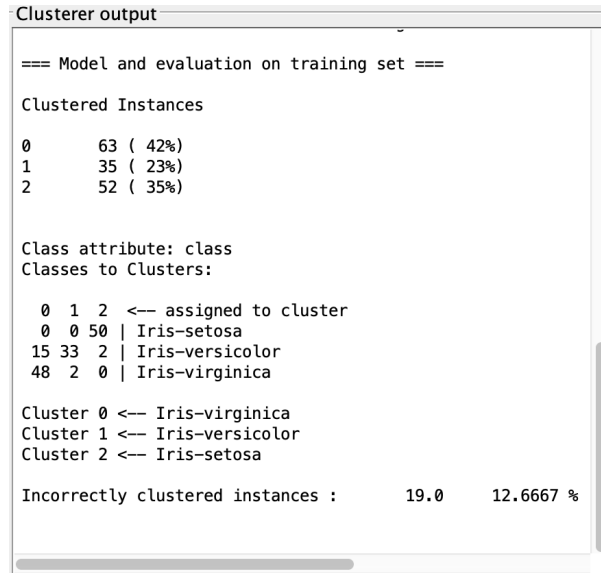 Clusterer output
=== Model and evaluation on training set ===
Clustered Instances
0       63 ( 42%)
1       35 ( 23%)
2       52 ( 35%)
Class attribute: class
Classes to Clusters:
  0  1  2  <-- assigned to cluster
  0  0 50 | Iris-setosa
 15 33  2 | Iris-versicolor
 48  2  0 | Iris-virginica
Cluster 0 <-- Iris-virginica
Cluster 1 <-- Iris-versicolor
Cluster 2 <-- Iris-setosa
Incorrectly clustered instances :       19.0     12.6667 %